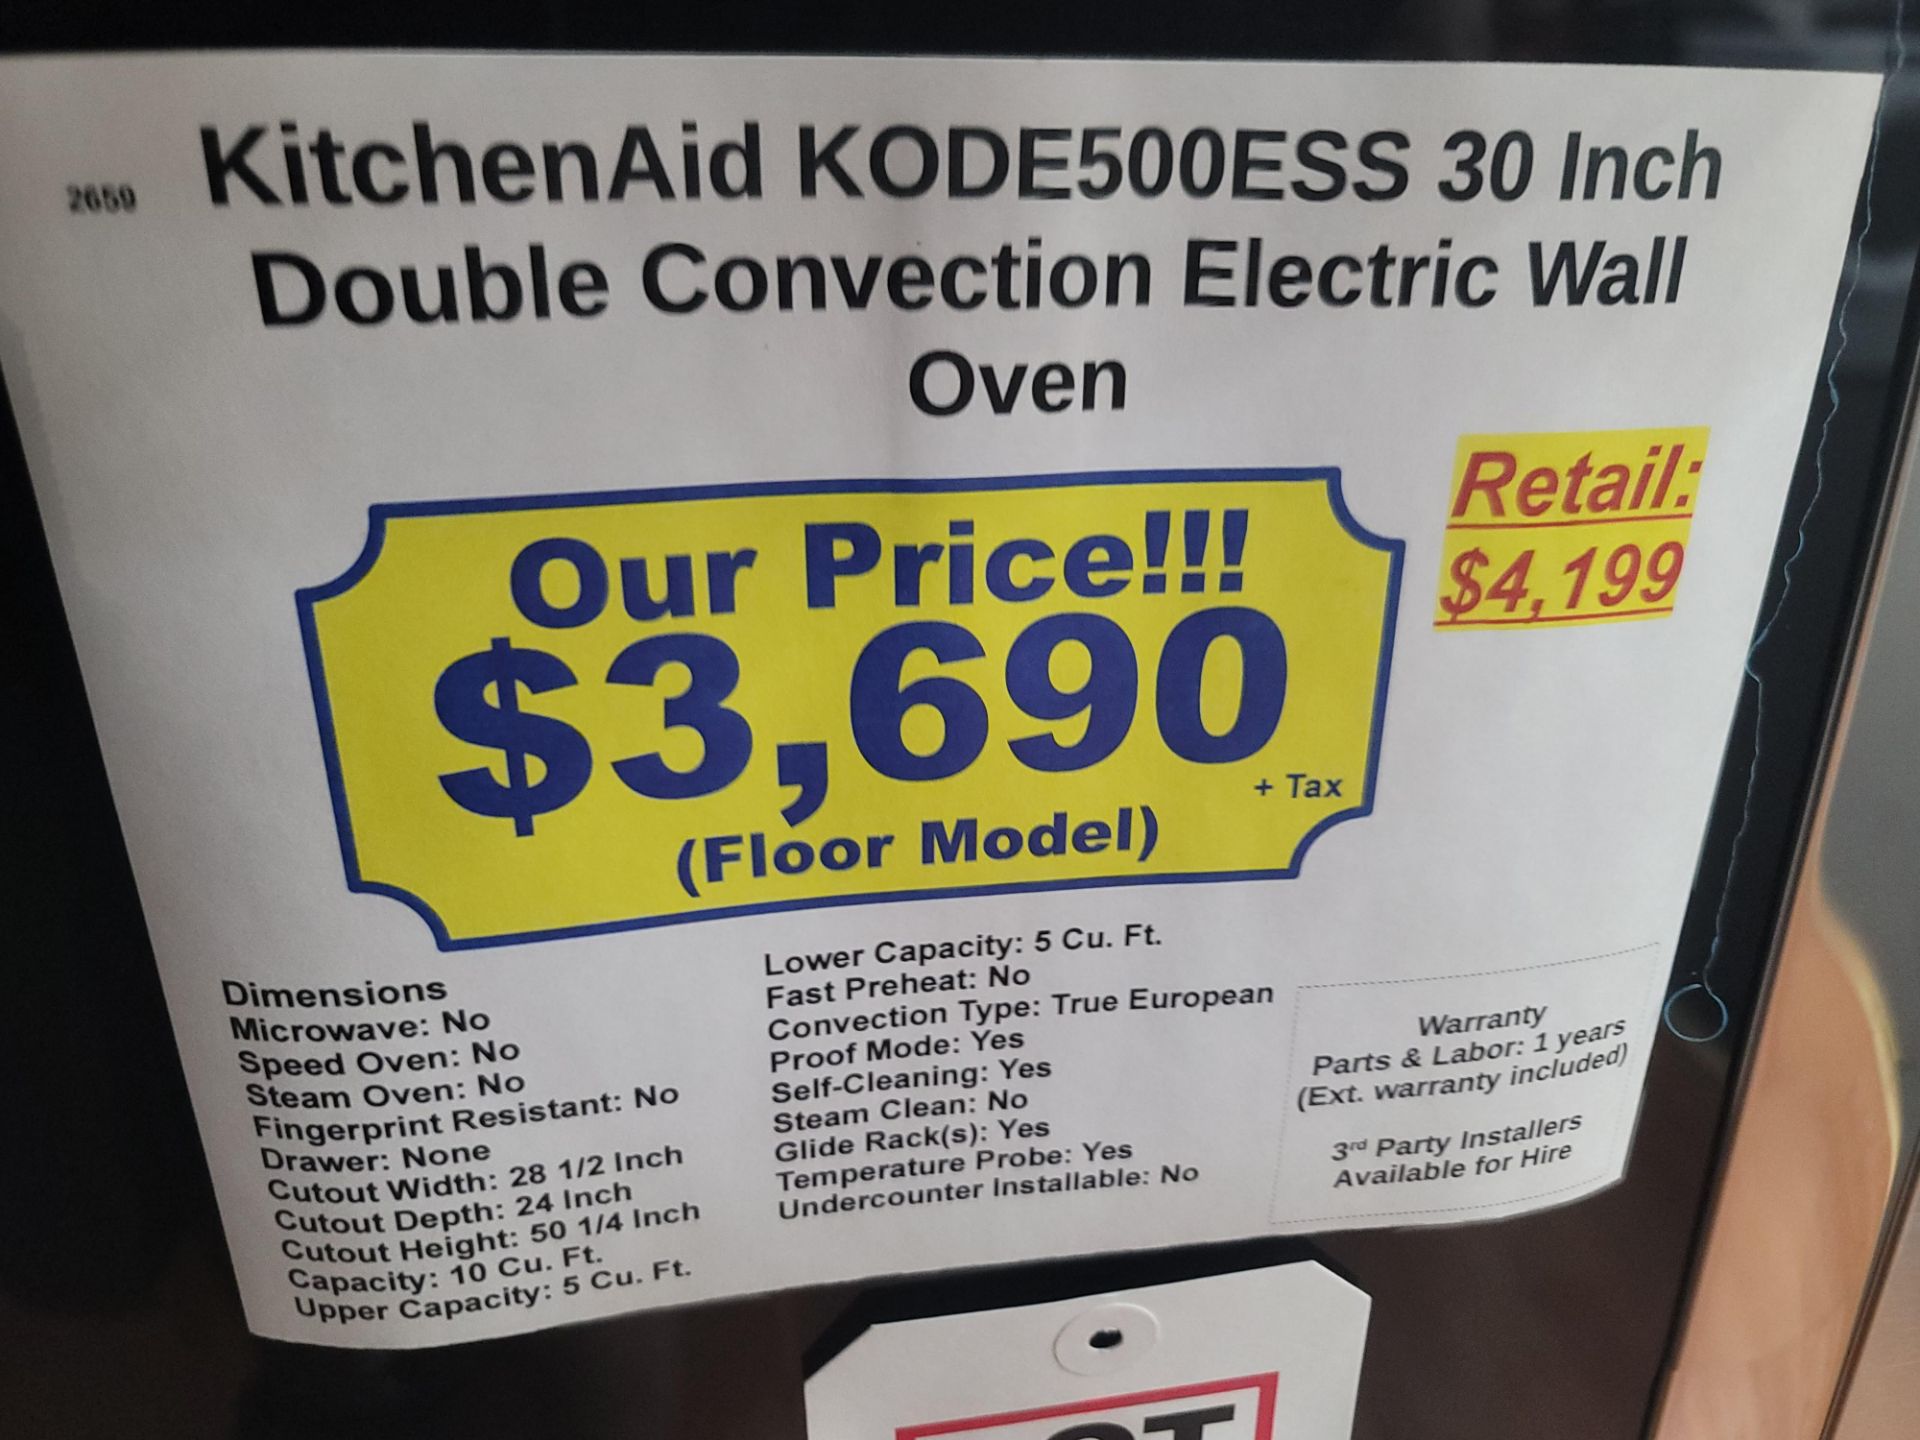 2659
KitchenAid KODE500ESS 30 Inch
Double Convection Electric Wall
Oven
Retail:
$4,199
Our Price!!!
$3,690
+ Tax
(Floor Model)
Dimensions
Microwave: No
Speed Oven: No
Steam Oven: No
Fingerprint Resistant: No
Drawer: None
Cutout Width: 28 1/2 Inch
Cutout Depth: 24 Inch
Cutout Height: 50 1/4 Inch
Capacity: 10 Cu. Ft.
Upper Capacity: 5 Cu. Ft.
Lower Capacity: 5 Cu. Ft.
Fast Preheat: No
Convection Type: True European
Proof Mode: Yes
Self-Cleaning: Yes
Steam Clean: No
Glide Rack(s): Yes
Temperature Probe: Yes
Undercounter Installable: No
Warranty
Parts & Labor: 1 years
(Ext. warranty included)
3rd Party Installers
Available for Hire